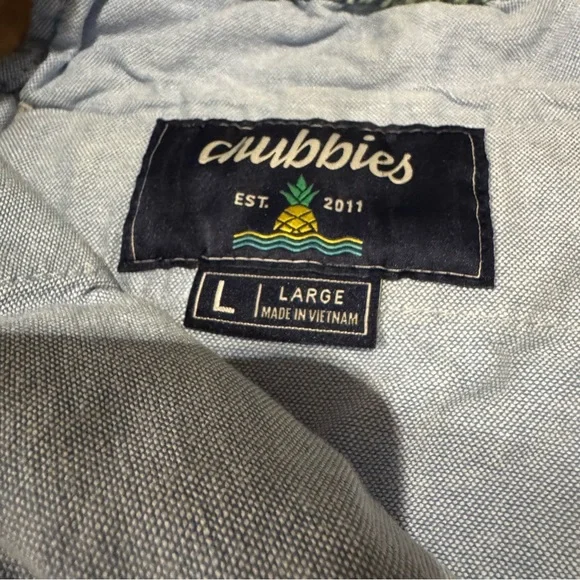 chubbies
EST. 2011
L LARGE
MADE IN VIETNAM